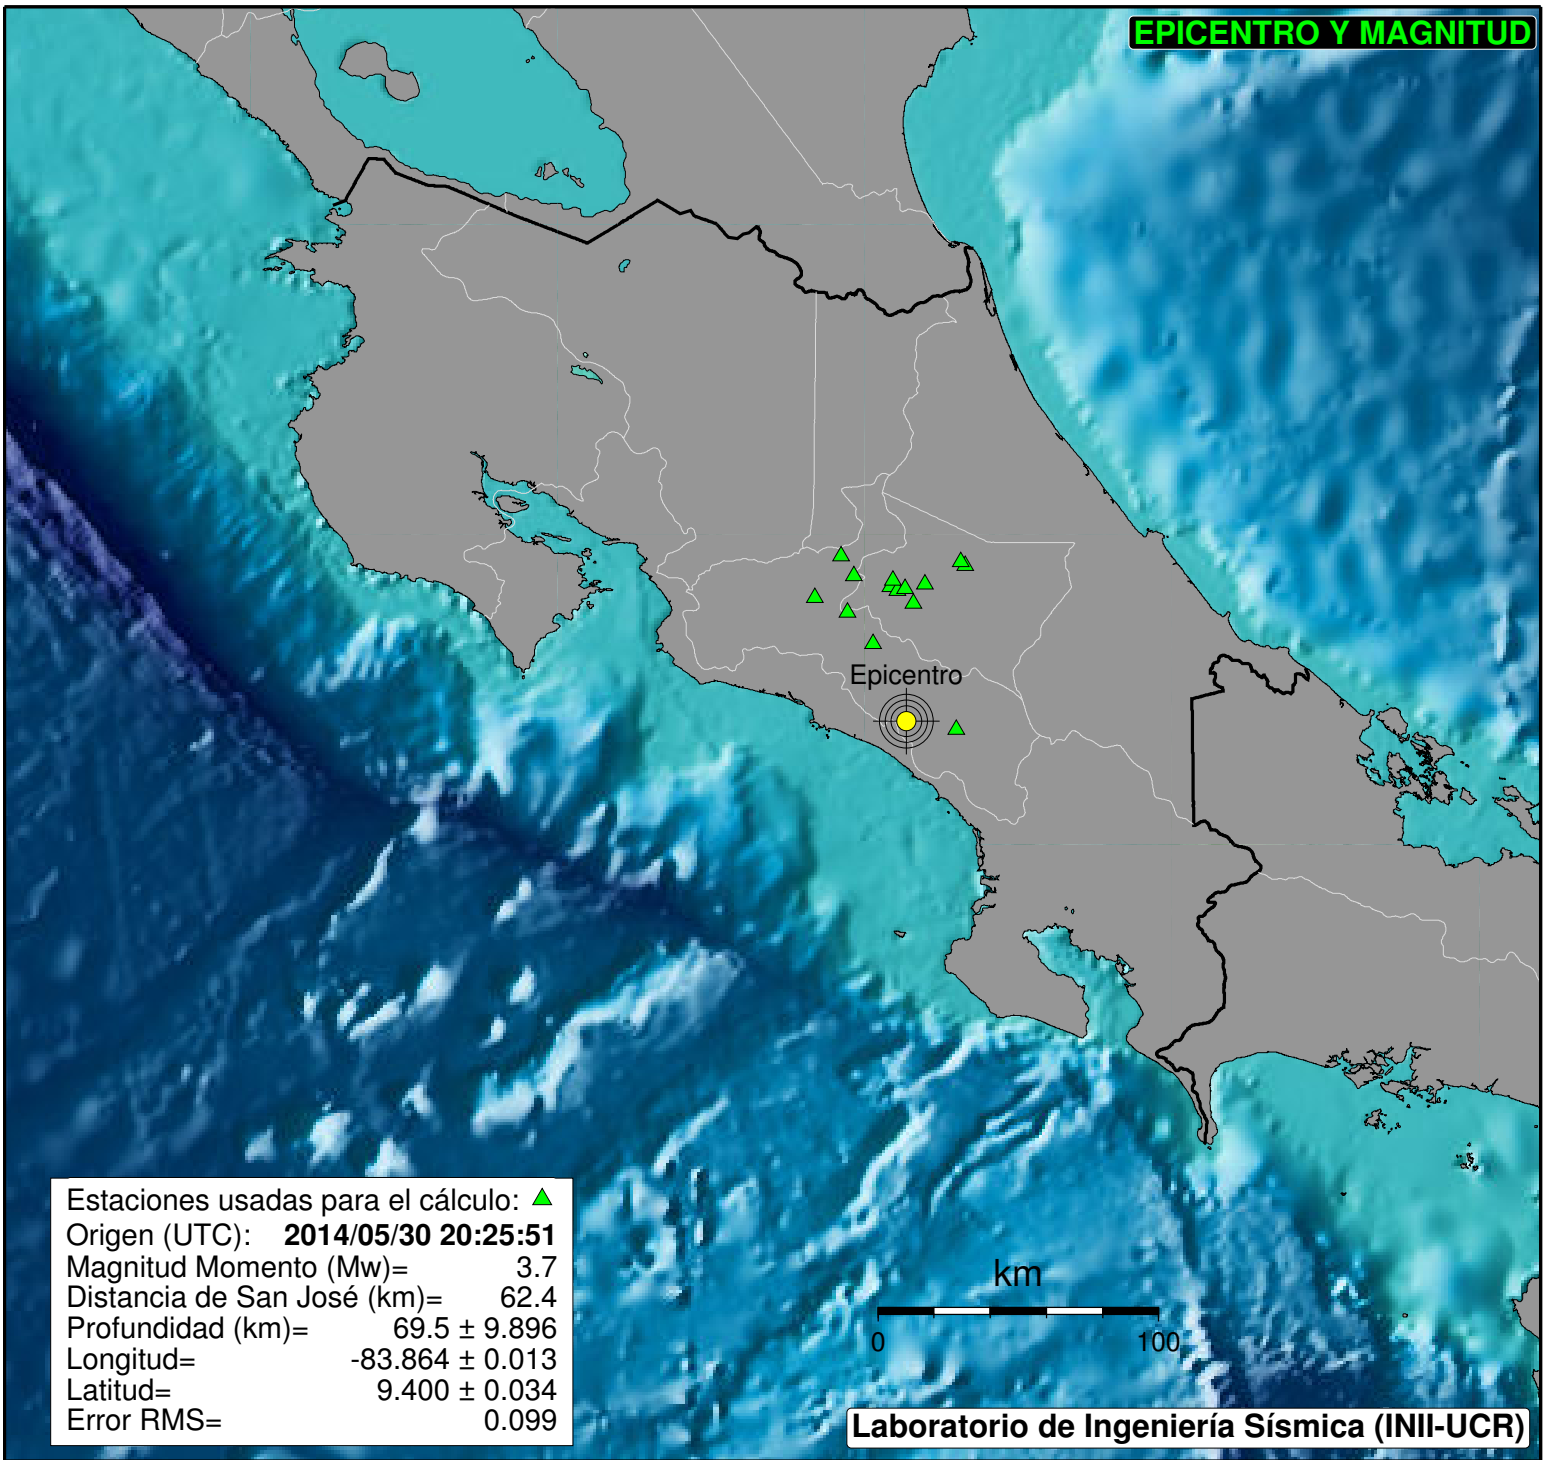 EPICENTRO Y MAGNITUD
Epicentro
Estaciones usadas para el cálculo:
Origen (UTC): 2014/05/30 20:25:51
Magnitud Momento (Mw)= 3.7
Distancia de San José (km)= 62.4
Profundidad (km)= 69.5 ± 9.896
Longitud= -83.864 ± 0.013
Latitud= 9.400 ± 0.034
Error RMS= 0.099
km
0 100
Laboratorio de Ingeniería Sísmica (INII-UCR)